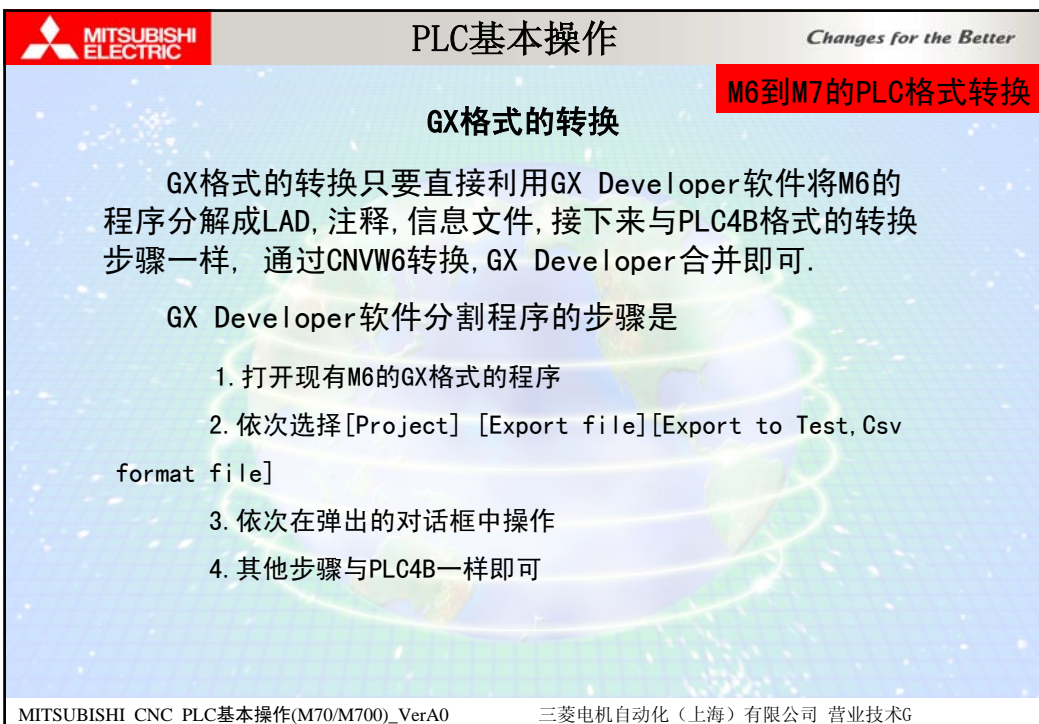 MITSUBISHI
ELECTRIC
PLC基本操作
Changes for the Better
M6到M7的PLC格式转换
GX格式的转换
GX格式的转换只要直接利用GX Developer软件将M6的
程序分解成LAD,注释,信息文件,接下来与PLC4B格式的转换
步骤一样, 通过CNVW6转换,GX Developer合并即可.
GX Developer软件分割程序的步骤是
1.打开现有M6的GX格式的程序
2.依次选择[Project] [Export file][Export to Test,Csv
format file]
3.依次在弹出的对话框中操作
4.其他步骤与PLC4B一样即可
MITSUBISHI CNC PLC基本操作(M70/M700)_VerA0
三菱电机自动化（上海）有限公司 营业技术G